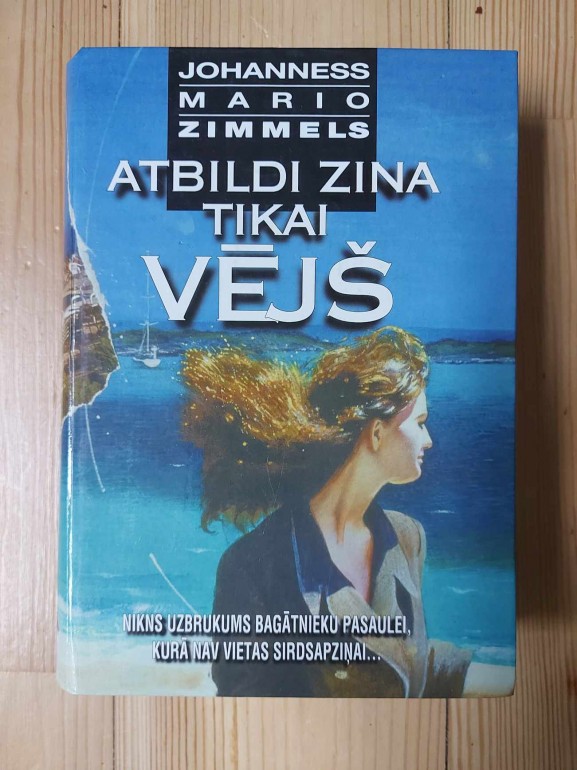 JOHANNESS
MARIO
ZIMMELS
ATBILDI ZINA
TIKAI
VĒJŠ
NIKNS UZBRUKUMS BAGĀTNIEKU PASAULEI,
KURĀ NAV VIETAS SIRDSAPZIŅAI...